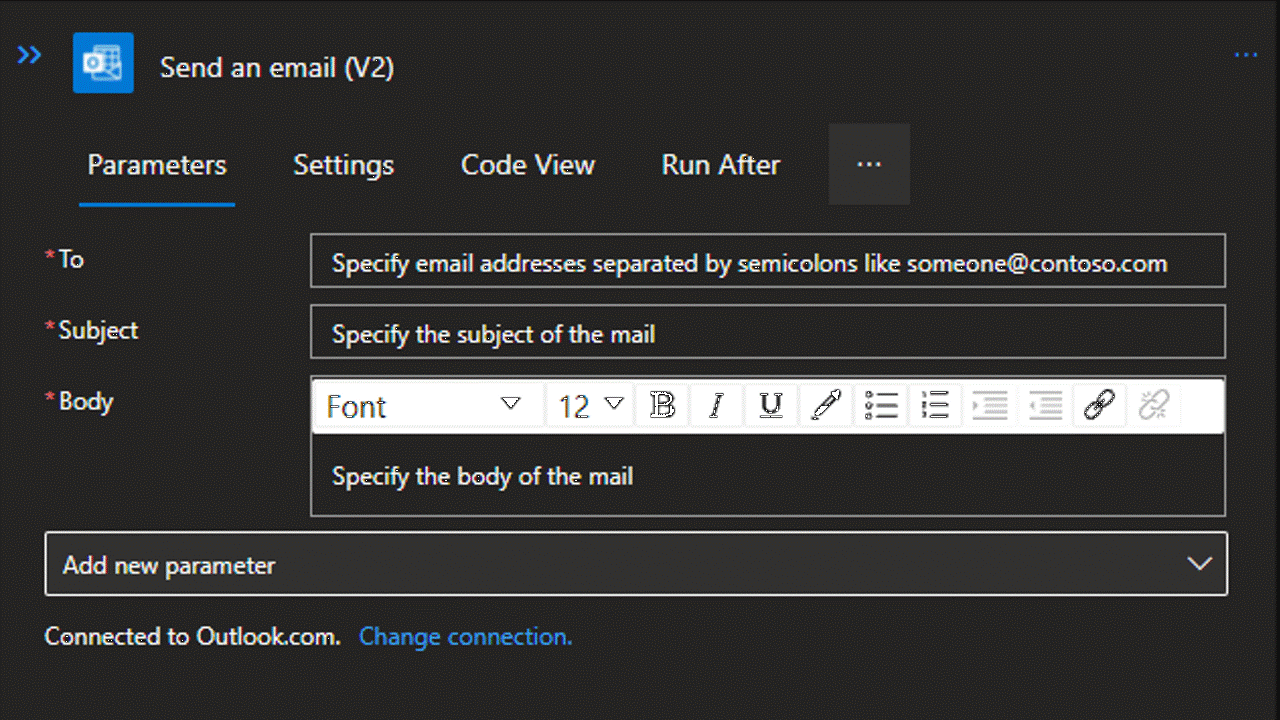 Send an email (V2)
Parameters Settings Code View Run After
*To Specify email addresses separated by semicolons like someone@contoso.com
*Subject Specify the subject of the mail
*Body Font 12 B I U
Specify the body of the mail
Add new parameter
Connected to Outlook.com. Change connection.